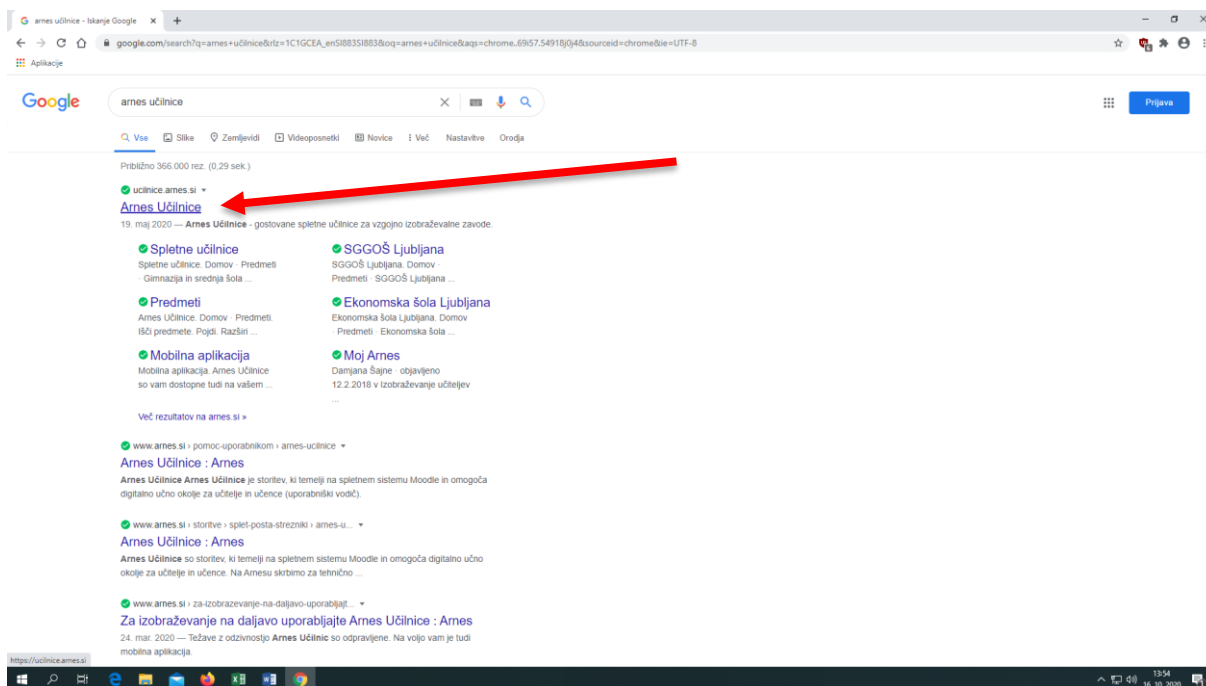 arnes učilnice - Iskanje Google
google.com/search?q=arnes+učilnice&rlz=1C1GCEA_enSI883SI883&oq=arnes+učilnice&aqs=chrome..69i57.54918j0j4&sourceid=chrome&ie=UTF-8
Aplikacije
Google
arnes učilnice
Prijava
Vse Slike Zemljevidi Videoposnetki Novice Več Nastavitve Orodja
Približno 366.000 rez. (0,29 sek.)
ucilnice.arnes.si
Arnes Učilnice
19. maj 2020 — Arnes Učilnice - gostovane spletne učilnice za vzgojno izobraževalne zavode.
Spletne učilnice
Spletne učilnice. Domov · Predmeti
· Gimnazija in srednja šola ...
SGGOŠ Ljubljana
SGGOŠ Ljubljana. Domov ·
Predmeti · SGGOŠ Ljubljana ...
Predmeti
Arnes Učilnice. Domov · Predmeti.
Išči predmete. Pojdi. Razširi ...
Ekonomska šola Ljubljana
Ekonomska šola Ljubljana. Domov
· Predmeti · Ekonomska šola ...
Mobilna aplikacija
Mobilna aplikacija. Arnes Učilnice
so vam dostopne tudi na vašem ...
Moj Arnes
Damjana Šajne · objavljeno
12.2.2018 v Izobraževanje učiteljev
...
Več rezultatov na arnes.si »
www.arnes.si › pomoc-uporabnikom › arnes-ucilnice
Arnes Učilnice : Arnes
Arnes Učilnice Arnes Učilnice je storitev, ki temelji na spletnem sistemu Moodle in omogoča
digitalno učno okolje za učitelje in učence (uporabniški vodič).
www.arnes.si › storitve › splet-posta-strezniki › arnes-u...
Arnes Učilnice : Arnes
Arnes Učilnice so storitev, ki temelji na spletnem sistemu Moodle in omogoča digitalno učno
okolje za učitelje in učence. Na Arnesu skrbimo za tehnično ...
www.arnes.si › za-izobrazevanje-na-daljavo-uporabljajt...
Za izobraževanje na daljavo uporabljajte Arnes Učilnice : Arnes
24. mar. 2020 — Težave z odzivnostjo Arnes Učilnic so odpravljene. Na voljo vam je tudi
mobilna aplikacija.
https://ucilnice.arnes.si
13:54
16. 10. 2020